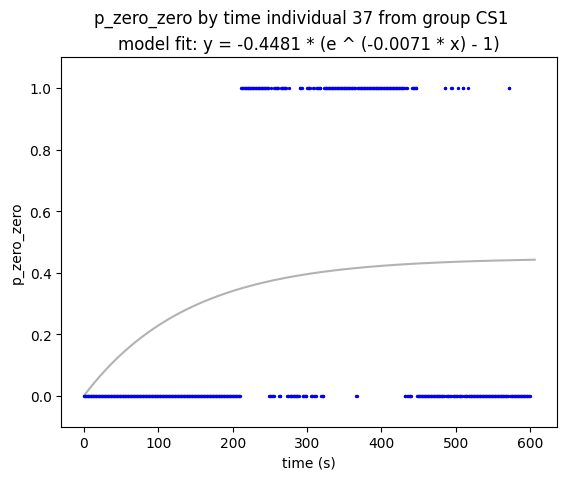 p_zero_zero by time individual 37 from group CS1
model fit: y = -0.4481 * (e ^ (-0.0071 * x) - 1)
1.0
0.8
0.6
0.4
0.2
0.0
p_zero_zero
0 100 200 300 400 500 600
time (s)